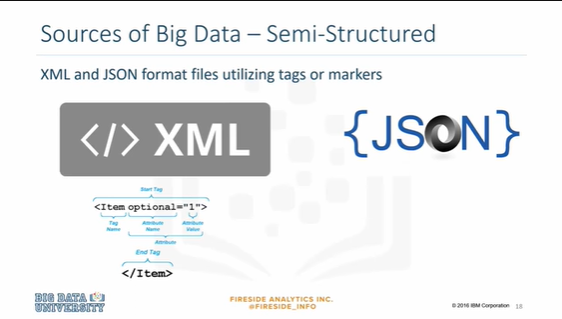 Sources of Big Data – Semi-Structured
XML and JSON format files utilizing tags or markers
</> XML
{JSON}
Start Tag
<Item optional="1">
Tag Name
Attribute Name
Attribute Value
Attribute
End Tag
</Item>
BIG DATA UNIVERSITY
FIRESIDE ANALYTICS INC.
@FIRESIDE_INFO
© 2016 IBM Corporation 18